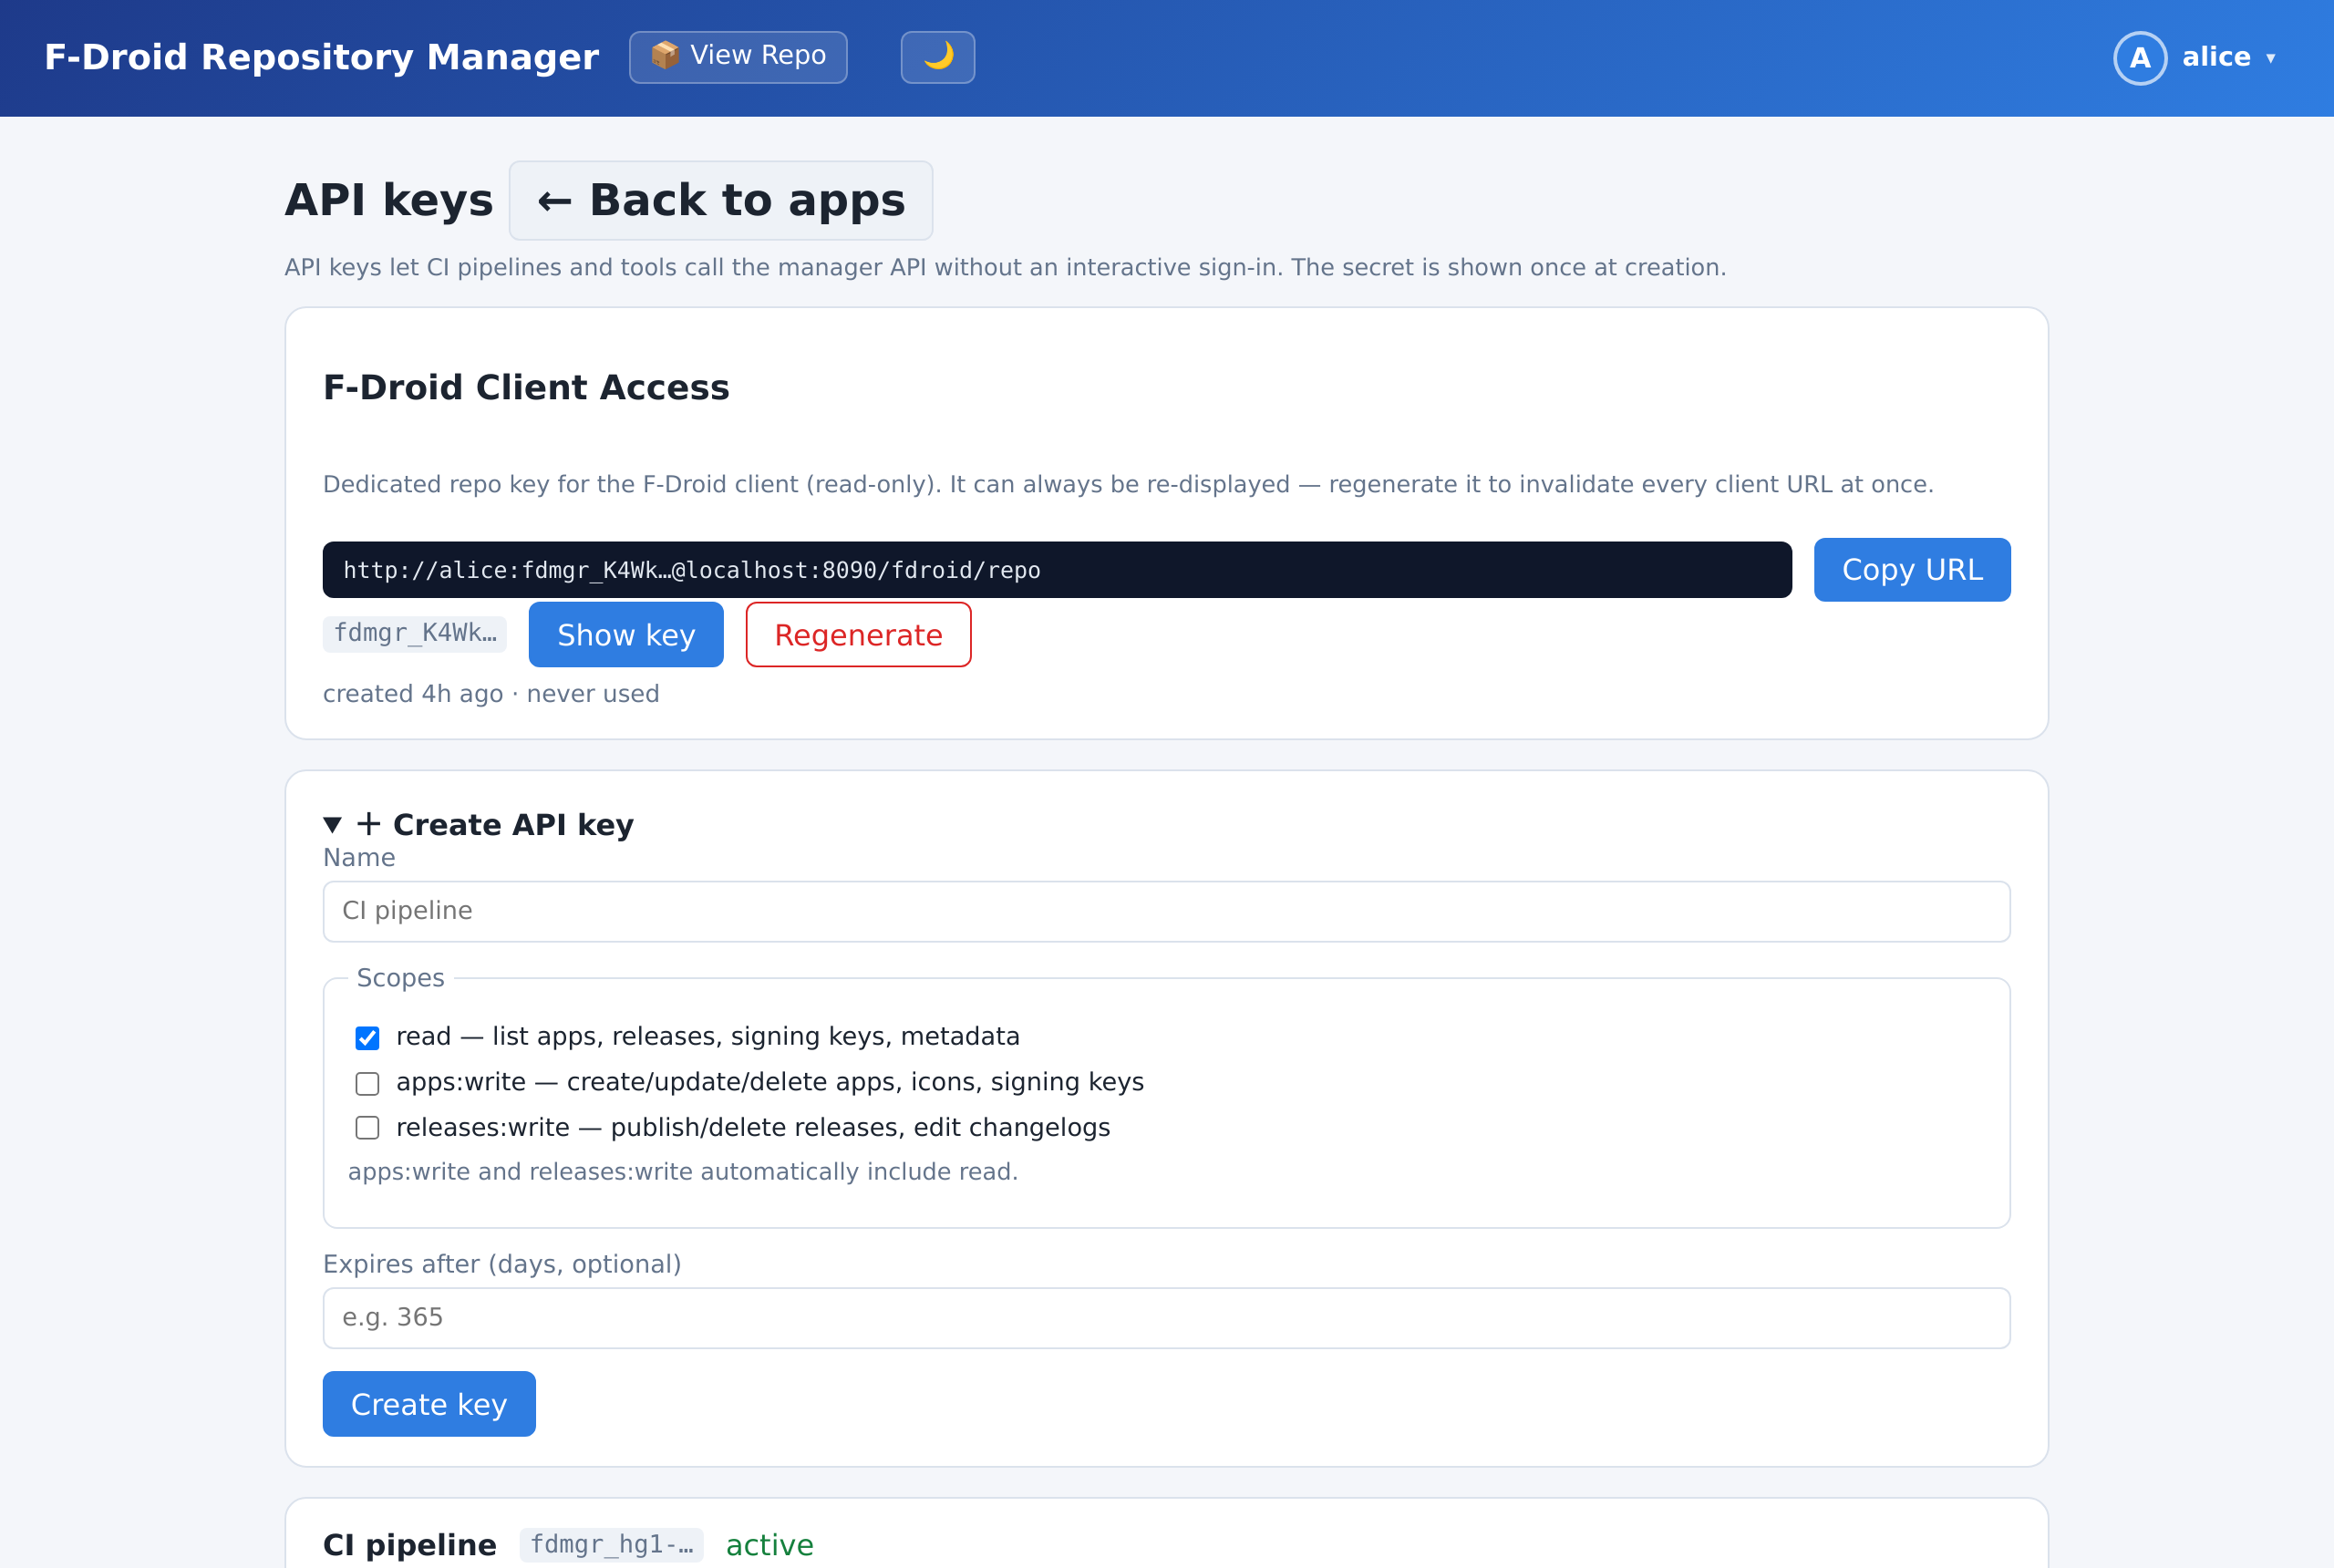 F-Droid Repository Manager 📦 View Repo 🌙 A alice ▾
API keys ← Back to apps
API keys let CI pipelines and tools call the manager API without an interactive sign-in. The secret is shown once at creation.
F-Droid Client Access
Dedicated repo key for the F-Droid client (read-only). It can always be re-displayed — regenerate it to invalidate every client URL at once.
http://alice:fdmgr_K4Wk…@localhost:8090/fdroid/repo Copy URL
fdmgr_K4Wk… Show key Regenerate
created 4h ago · never used
▼ + Create API key
Name
CI pipeline
Scopes
read — list apps, releases, signing keys, metadata
apps:write — create/update/delete apps, icons, signing keys
releases:write — publish/delete releases, edit changelogs
apps:write and releases:write automatically include read.
Expires after (days, optional)
e.g. 365
Create key
CI pipeline fdmgr_hg1-… active